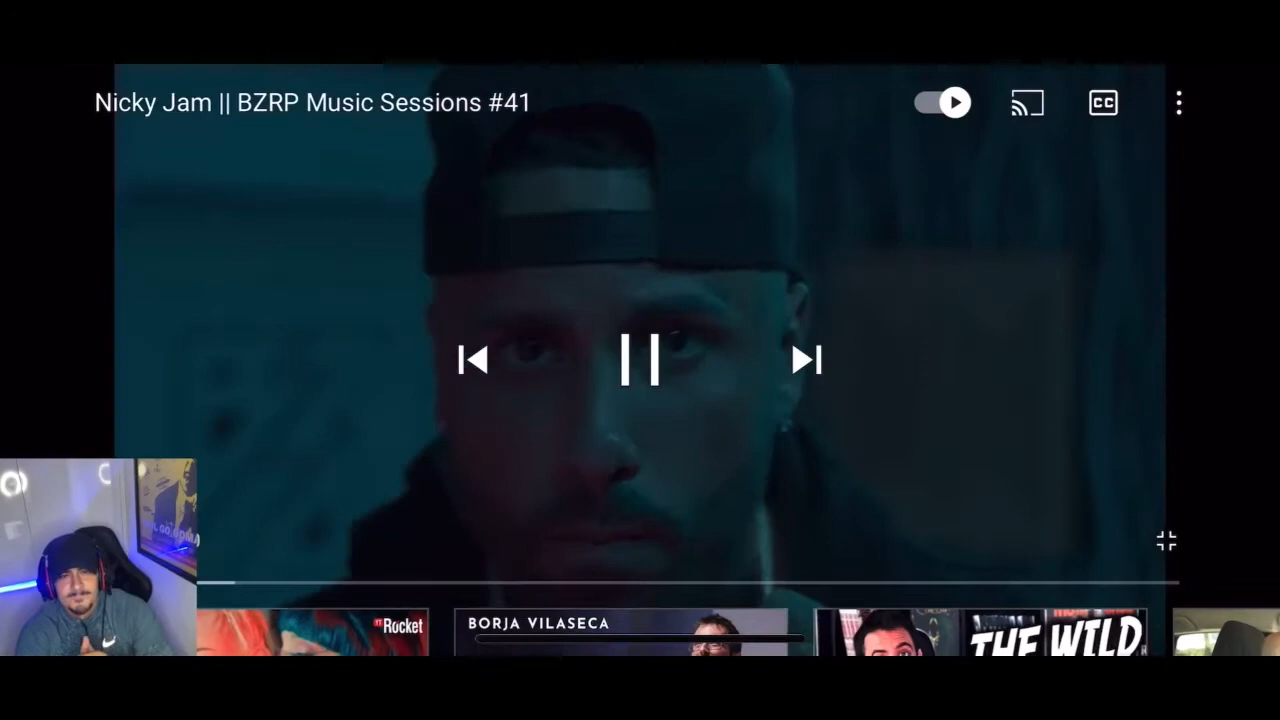 Nicky Jam || BZRP Music Sessions #41
CC
Rocket
BORJA VILASECA
THE WILD